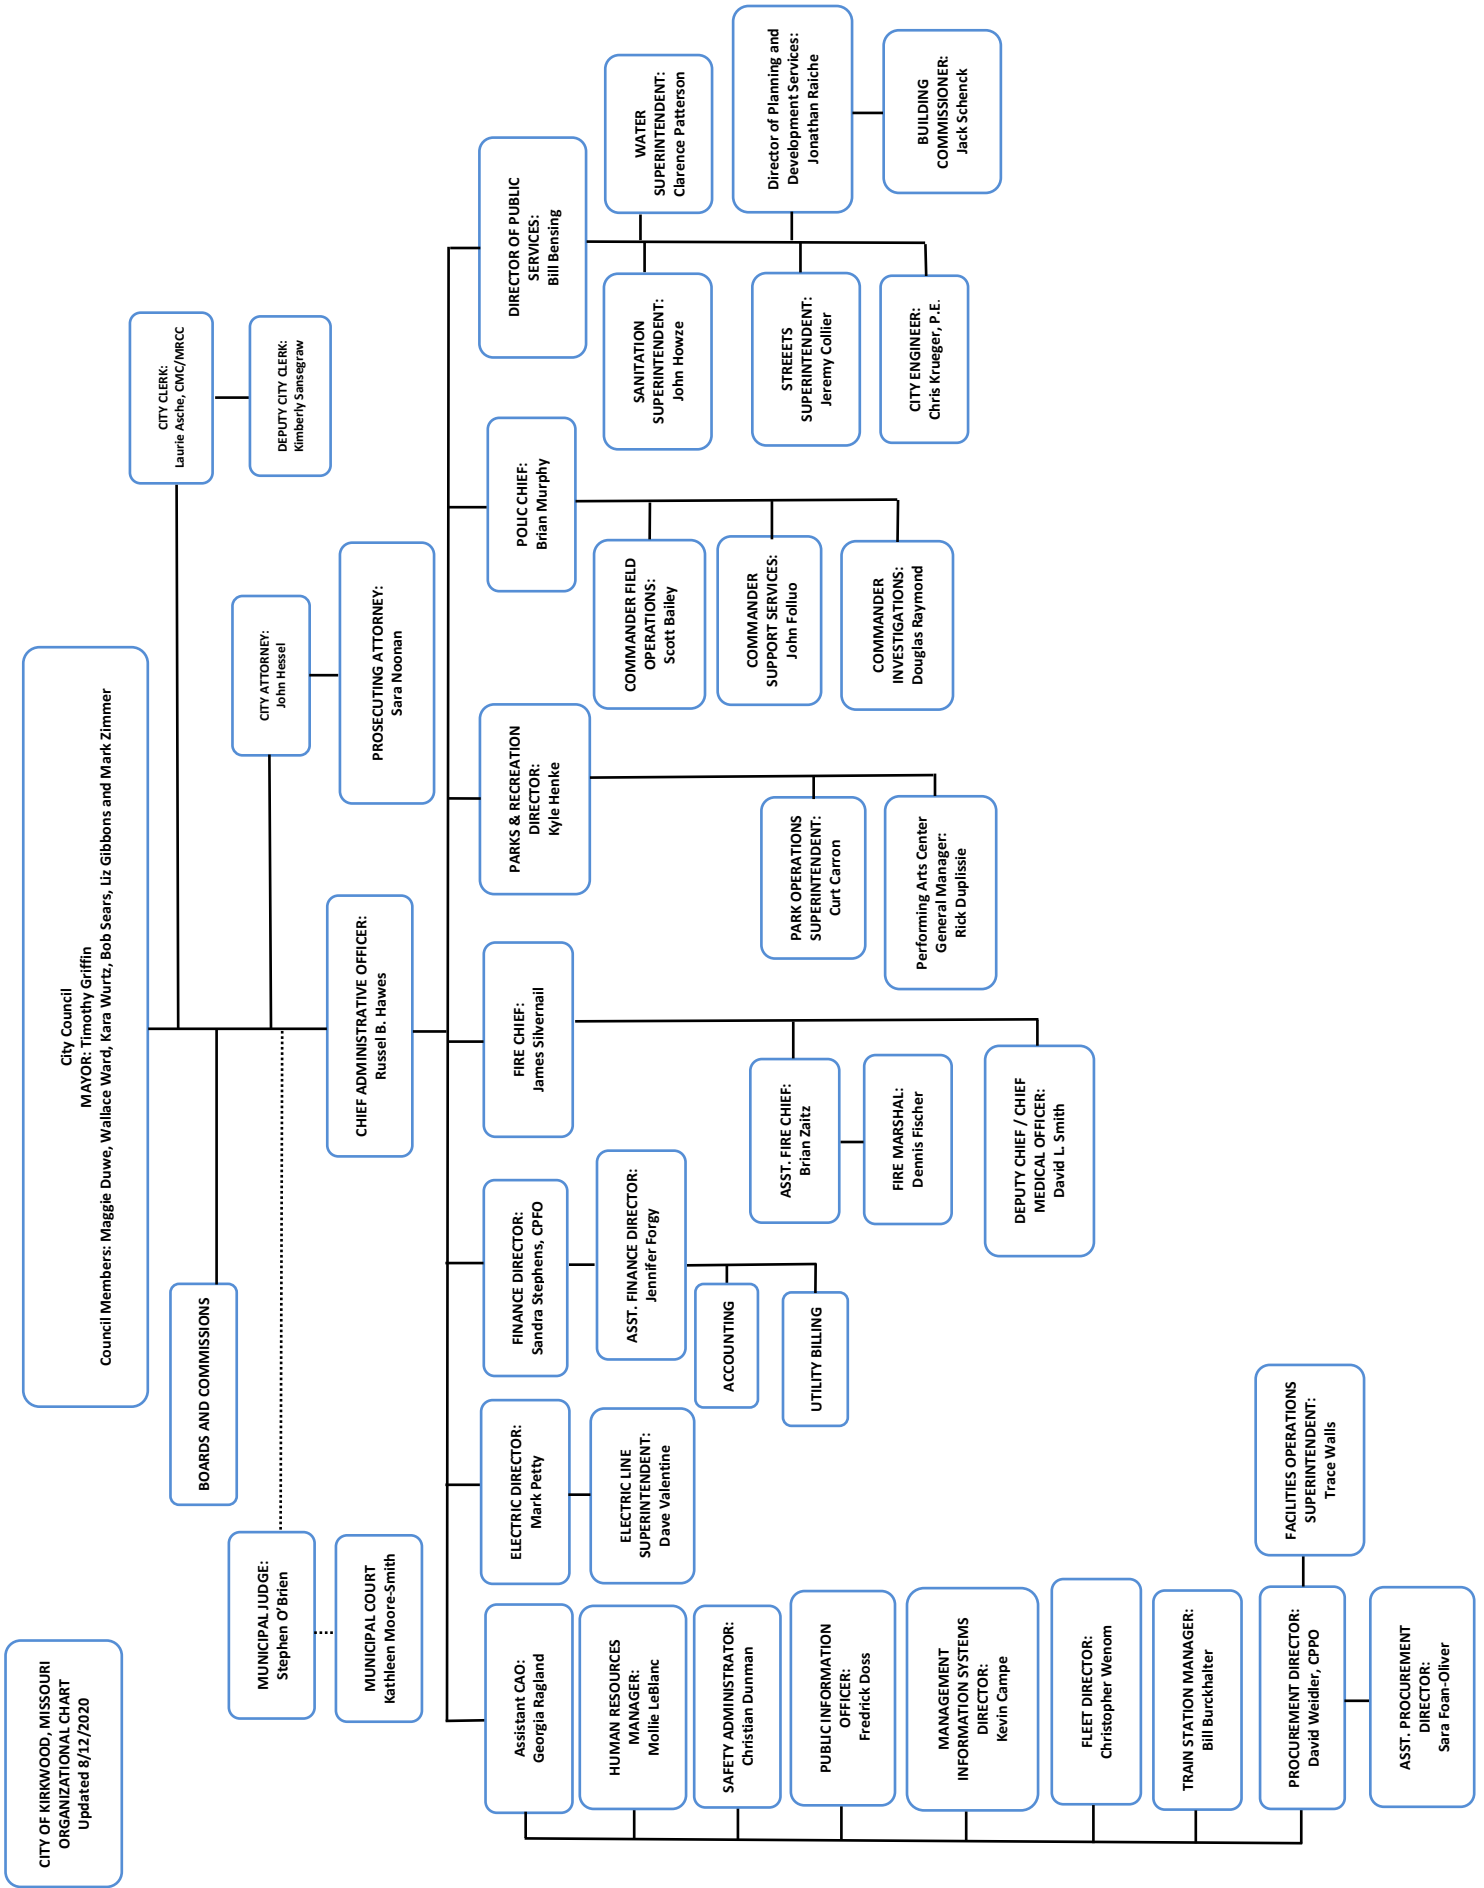 CITY OF KIRKWOOD, MISSOURI
ORGANIZATIONAL CHART
Updated 8/12/2020
City Council
MAYOR: Timothy Griffin
Council Members: Maggie Duwe, Wallace Ward, Kara Wurtz, Bob Sears, Liz Gibbons and Mark Zimmer
CITY CLERK:
Laurie Asche, CMC/MRCC
DEPUTY CITY CLERK:
Kimberly Sansegraw
BOARDS AND COMMISSIONS
CITY ATTORNEY:
John Hessel
PROSECUTING ATTORNEY:
Sara Noonan
MUNICIPAL JUDGE:
Stephen O’Brien
MUNICIPAL COURT
Kathleen Moore-Smith
CHIEF ADMINISTRATIVE OFFICER:
Russel B. Hawes
Assistant CAO:
Georgia Ragland
HUMAN RESOURCES
MANAGER:
Mollie LeBlanc
SAFETY ADMINISTRATOR:
Christian Dunman
PUBLIC INFORMATION
OFFICER:
Fredrick Doss
MANAGEMENT
INFORMATION SYSTEMS
DIRECTOR:
Kevin Campe
FLEET DIRECTOR:
Christopher Wenom
TRAIN STATION MANAGER:
Bill Burckhalter
PROCUREMENT DIRECTOR:
David Weidler, CPPO
FACILITIES OPERATIONS
SUPERINTENDENT:
Trace Walls
ASST. PROCUREMENT
DIRECTOR:
Sara Foan-Oliver
ELECTRIC DIRECTOR:
Mark Petty
ELECTRIC LINE
SUPERINTENDENT:
Dave Valentine
FINANCE DIRECTOR:
Sandra Stephens, CPFO
ASST. FINANCE DIRECTOR:
Jennifer Forgy
ACCOUNTING
UTILITY BILLING
FIRE CHIEF:
James Silvernail
ASST. FIRE CHIEF:
Brian Zaitz
FIRE MARSHAL:
Dennis Fischer
DEPUTY CHIEF / CHIEF
MEDICAL OFFICER:
David L Smith
PARKS & RECREATION
DIRECTOR:
Kyle Henke
PARK OPERATIONS
SUPERINTENDENT:
Curt Carron
Performing Arts Center
General Manager:
Rick Duplissie
POLIC CHIEF:
Brian Murphy
COMMANDER FIELD
OPERATIONS:
Scott Bailey
COMMANDER
SUPPORT SERVICES:
John Folluo
COMMANDER
INVESTIGATIONS:
Douglas Raymond
DIRECTOR OF PUBLIC
SERVICES:
Bill Bensing
SANITATION
SUPERINTENDENT:
John Howze
WATER
SUPERINTENDENT:
Clarence Patterson
STREEETS
SUPERINTENDENT:
Jeremy Collier
Director of Planning and
Development Services:
Jonathan Raiche
CITY ENGINEER:
Chris Krueger, P.E.
BUILDING
COMMISSIONER:
Jack Schenck